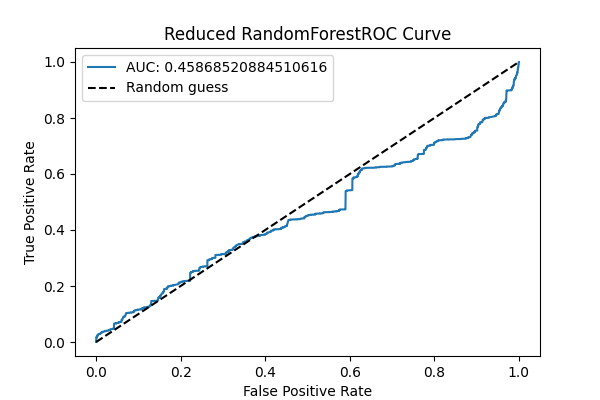 Reduced RandomForestROC Curve
AUC: 0.45868520884510616
Random guess
True Positive Rate
1.0
0.8
0.6
0.4
0.2
0.0
0.0 0.2 0.4 0.6 0.8 1.0
False Positive Rate